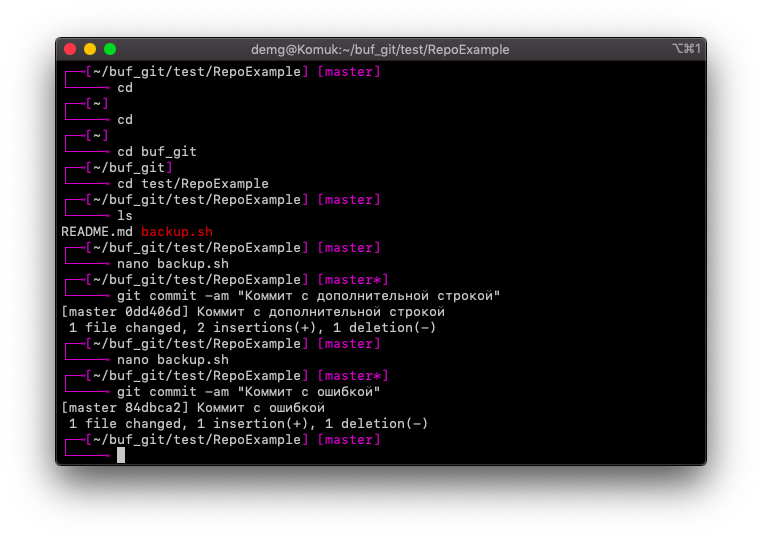 demg@Komuk:~/buf_git/test/RepoExample ⌥⌘1
[~/buf_git/test/RepoExample] [master]
cd
[~]
cd
[~]
cd buf_git
[~/buf_git]
cd test/RepoExample
[~/buf_git/test/RepoExample] [master]
ls
README.md backup.sh
[~/buf_git/test/RepoExample] [master]
nano backup.sh
[~/buf_git/test/RepoExample] [master*]
git commit -am "Коммит с дополнительной строкой"
[master 0dd406d] Коммит с дополнительной строкой
1 file changed, 2 insertions(+), 1 deletion(-)
[~/buf_git/test/RepoExample] [master]
nano backup.sh
[~/buf_git/test/RepoExample] [master*]
git commit -am "Коммит с ошибкой"
[master 84dbca2] Коммит с ошибкой
1 file changed, 1 insertion(+), 1 deletion(-)
[~/buf_git/test/RepoExample] [master]